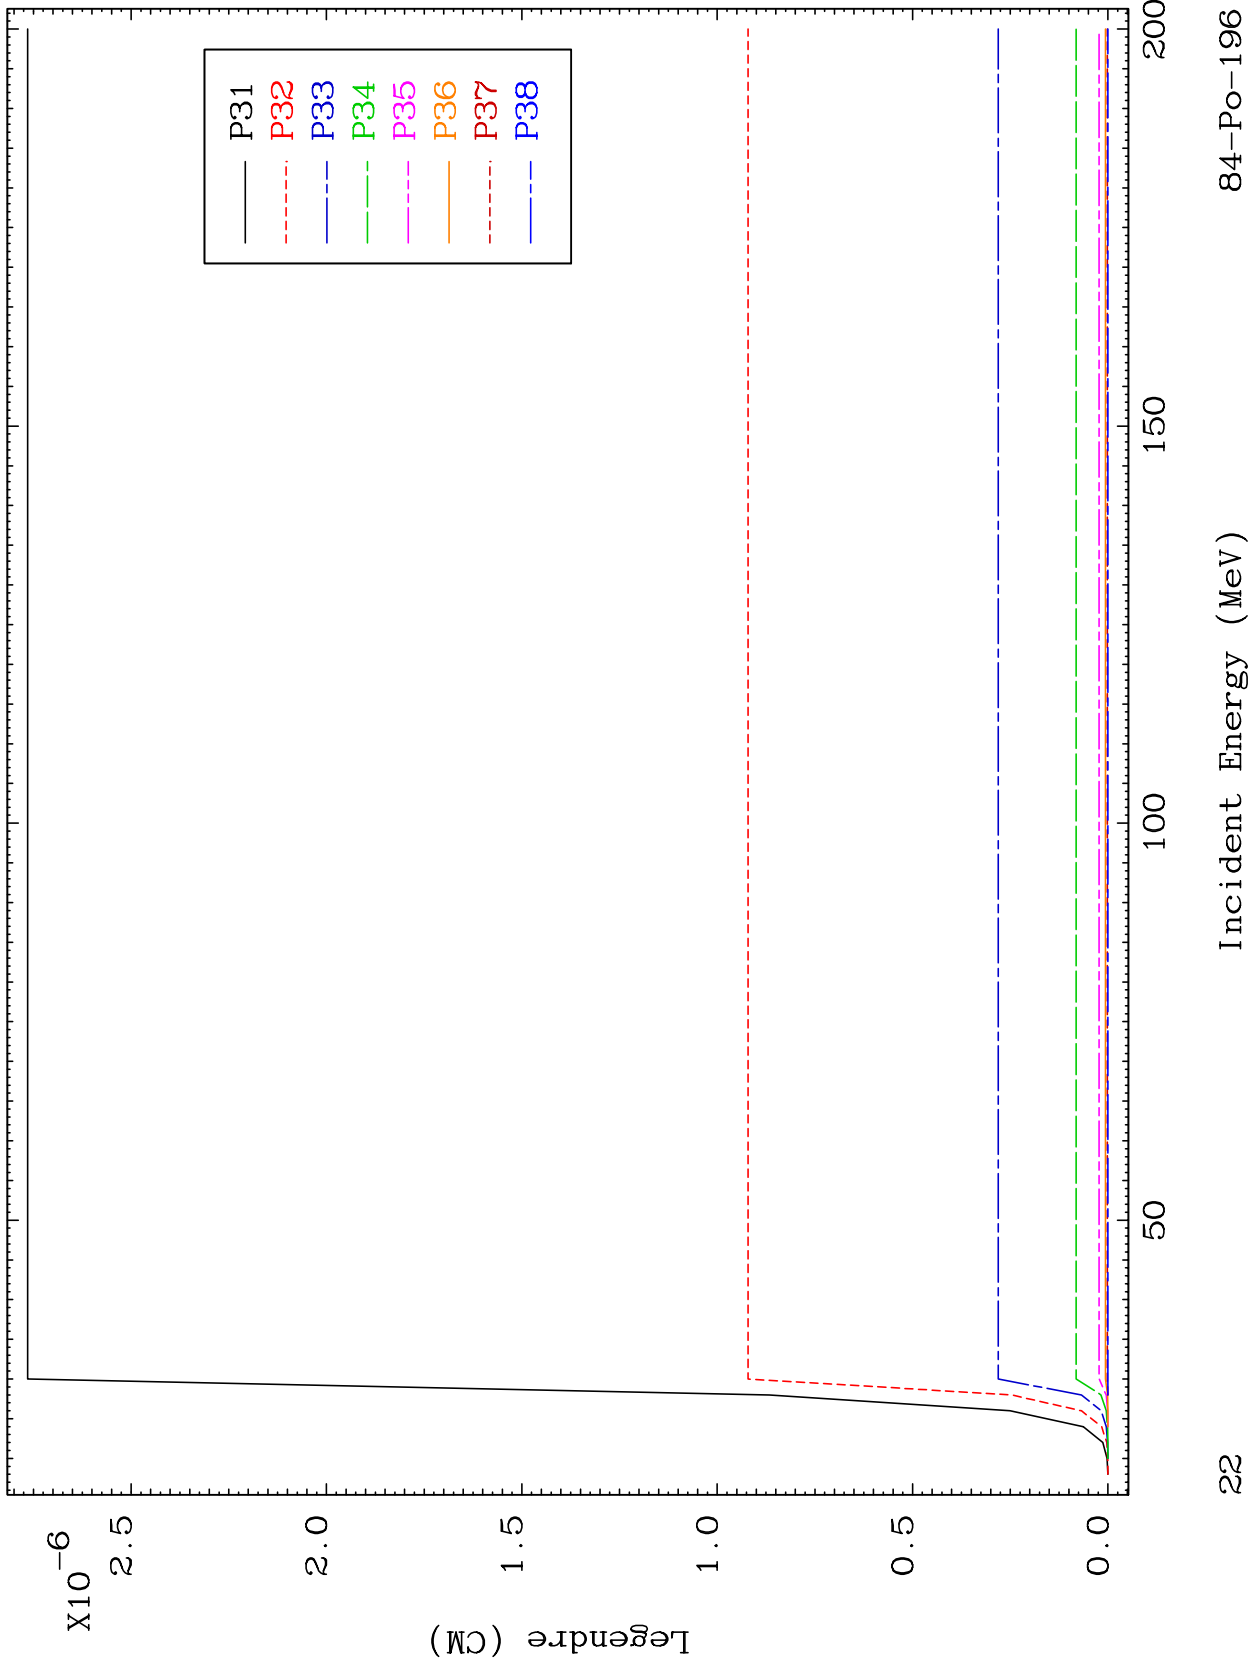 X10-6
2.5
2.0
1.5
1.0
0.5
0.0
Legendre (CM)
P31
P32
P33
P34
P35
P36
P37
P38
50
100
150
200
22
Incident Energy (MeV)
84-Po-196